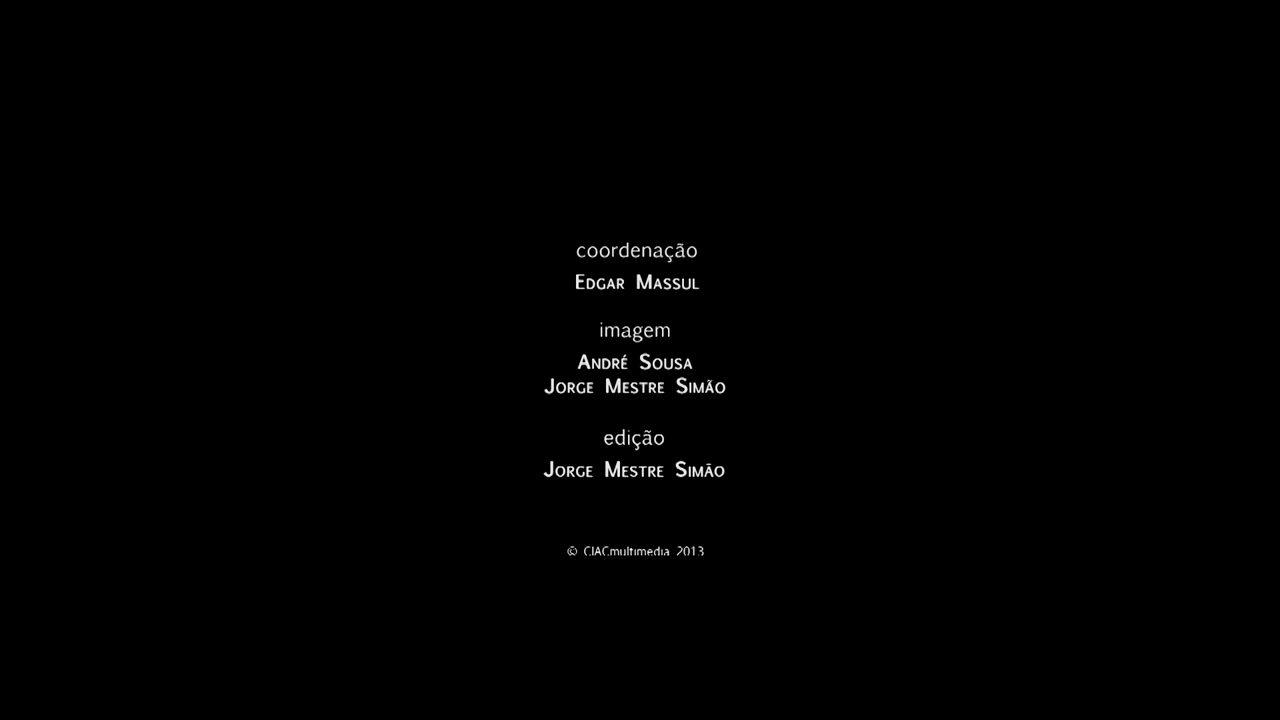 coordenação
Edgar Massul
imagem
André Sousa
Jorge Mestre Simão
edição
Jorge Mestre Simão
© CIACmultimedia 2013